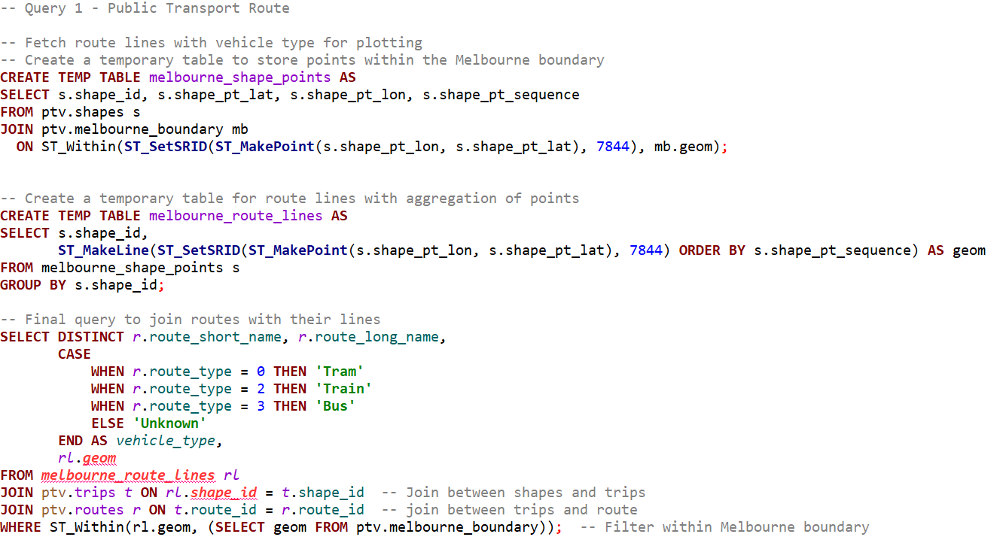 -- Query 1 - Public Transport Route
-- Fetch route lines with vehicle type for plotting
-- Create a temporary table to store points within the Melbourne boundary
CREATE TEMP TABLE melbourne_shape_points AS
SELECT s.shape_id, s.shape_pt_lat, s.shape_pt_lon, s.shape_pt_sequence
FROM ptv.shapes s
JOIN ptv.melbourne_boundary mb
  ON ST_Within(ST_SetSRID(ST_MakePoint(s.shape_pt_lon, s.shape_pt_lat), 7844), mb.geom);
-- Create a temporary table for route lines with aggregation of points
CREATE TEMP TABLE melbourne_route_lines AS
SELECT s.shape_id,
       ST_MakeLine(ST_SetSRID(ST_MakePoint(s.shape_pt_lon, s.shape_pt_lat), 7844) ORDER BY s.shape_pt_sequence) AS geom
FROM melbourne_shape_points s
GROUP BY s.shape_id;
-- Final query to join routes with their lines
SELECT DISTINCT r.route_short_name, r.route_long_name,
       CASE
           WHEN r.route_type = 0 THEN 'Tram'
           WHEN r.route_type = 2 THEN 'Train'
           WHEN r.route_type = 3 THEN 'Bus'
           ELSE 'Unknown'
       END AS vehicle_type,
       rl.geom
FROM melbourne_route_lines rl
JOIN ptv.trips t ON rl.shape_id = t.shape_id  -- Join between shapes and trips
JOIN ptv.routes r ON t.route_id = r.route_id  -- join between trips and route
WHERE ST_Within(rl.geom, (SELECT geom FROM ptv.melbourne_boundary));  -- Filter within Melbourne boundary